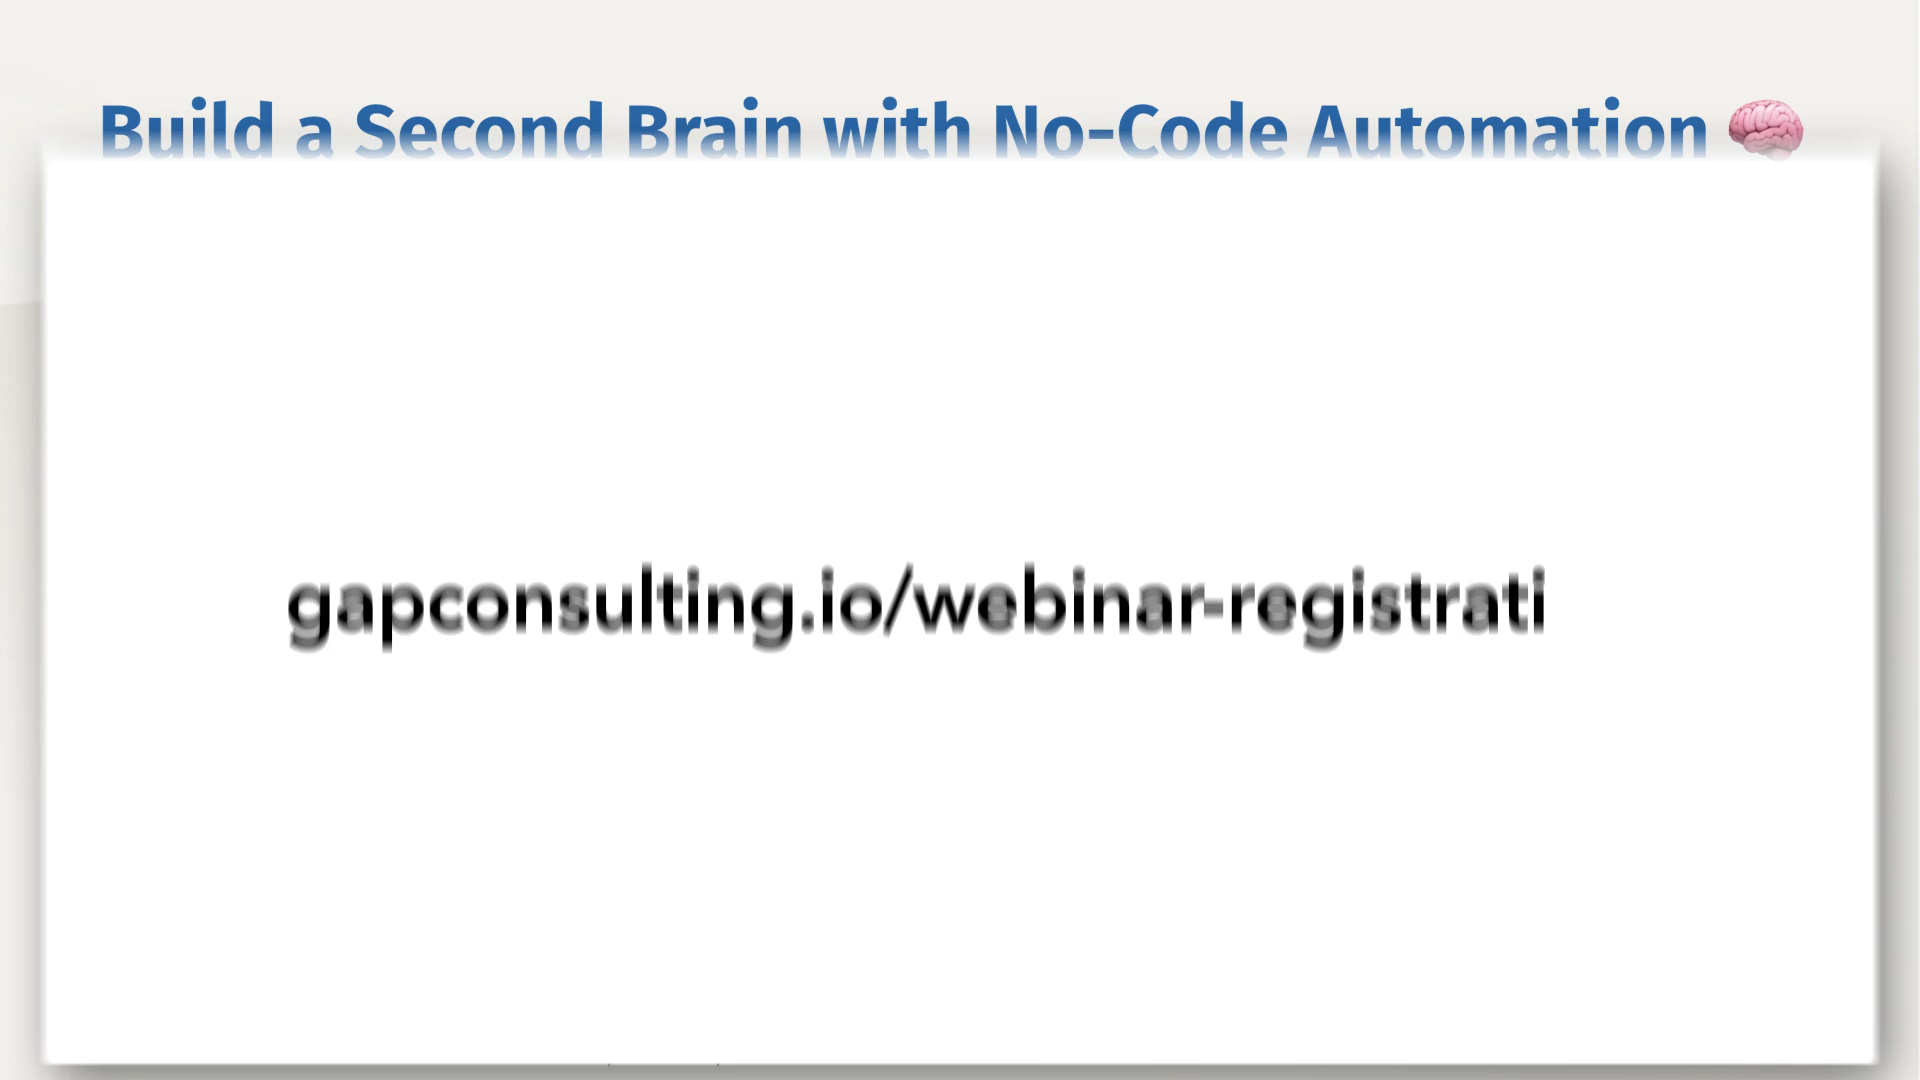 Build a Second Brain with No-Code Automation 🧠
gapconsulting.io/webinar-registrati